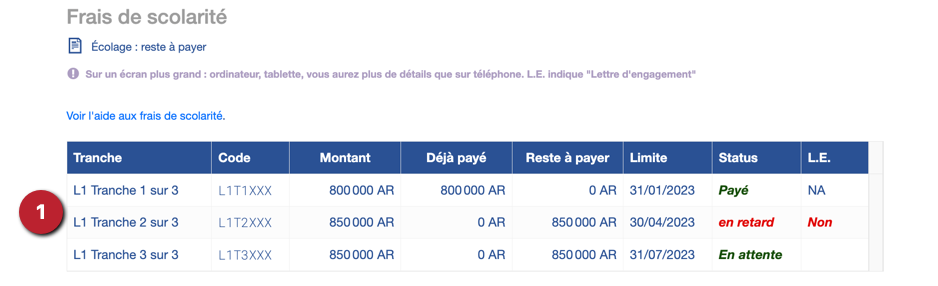 Frais de scolarité
Écolage : reste à payer
Sur un écran plus grand : ordinateur, tablette, vous aurez plus de détails que sur téléphone. L.E. indique "Lettre d'engagement"
Voir l'aide aux frais de scolarité.
Tranche Code Montant Déjà payé Reste à payer Limite Status L.E.
L1 Tranche 1 sur 3 L1T1XXX 800 000 AR 800 000 AR 0 AR 31/01/2023 Payé NA
1 L1 Tranche 2 sur 3 L1T2XXX 850 000 AR 0 AR 850 000 AR 30/04/2023 en retard Non
L1 Tranche 3 sur 3 L1T3XXX 850 000 AR 0 AR 850 000 AR 31/07/2023 En attente